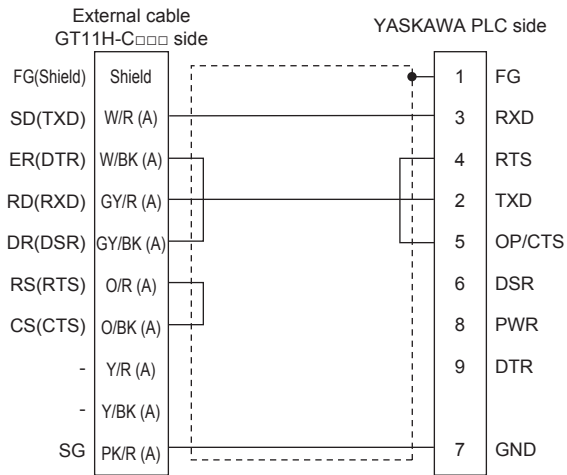 External cable
GT11H-C□□□ side
YASKAWA PLC side
FG(Shield) Shield 1 FG
SD(TXD) W/R (A) 3 RXD
ER(DTR) W/BK (A) 4 RTS
RD(RXD) GY/R (A) 2 TXD
DR(DSR) GY/BK (A) 5 OP/CTS
RS(RTS) O/R (A) 6 DSR
CS(CTS) O/BK (A) 8 PWR
- Y/R (A) 9 DTR
- Y/BK (A)
SG PK/R (A) 7 GND